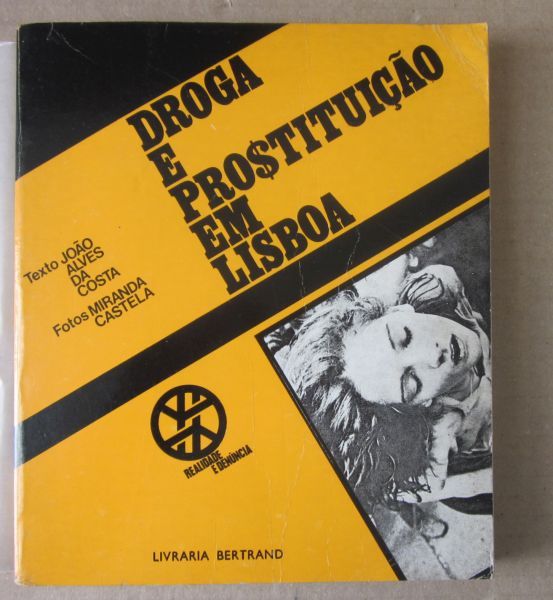 DROGA
E
PRO$TITUIÇÃO
EM
LISBOA
Texto JOÃO
ALVES
DA
COSTA
Fotos MIRANDA
CASTELA
REALIDADE
E DENÚNCIA
LIVRARIA BERTRAND